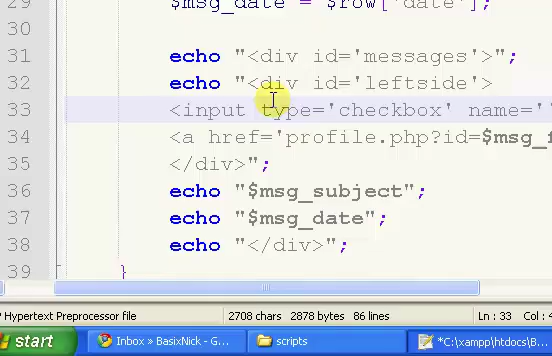 29 $msg_date = $row['date'];
30
31 echo "<div id='messages'>";
32 echo "<div id='leftside'>
33 <input type='checkbox' name=''
34 <a href='profile.php?id=$msg_f
35 </div>";
36 echo "$msg_subject";
37 echo "$msg_date";
38 echo "</div>";
39 }
Hypertext Preprocessor file 2708 chars 2878 bytes 86 lines Ln : 33 Col : 4
start Inbox » BasixNick scripts *C:\xampp\htdocs\B...